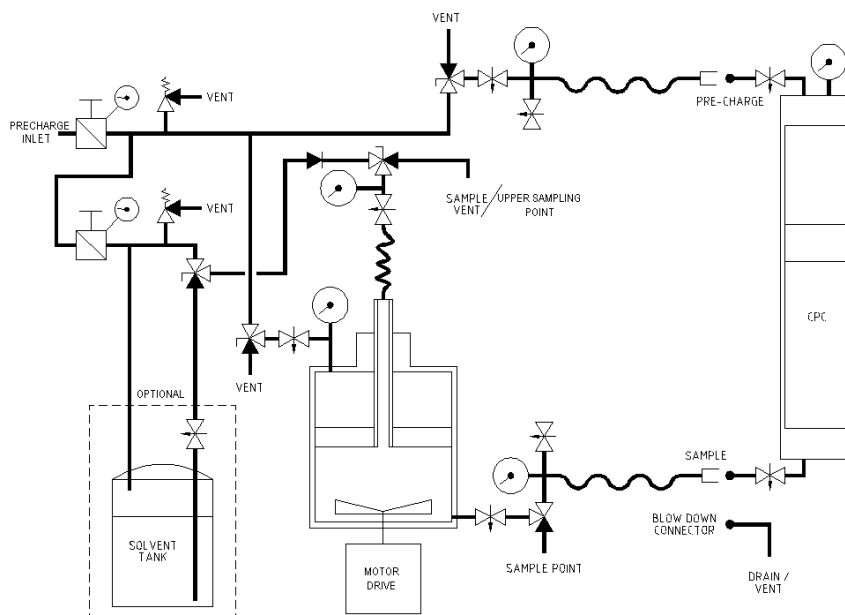 VENT
VENT
PRECHARGE
INLET
PRE-CHARGE
SAMPLE
VENT / UPPER SAMPLING
POINT
VENT
CPC
VENT
OPTIONAL
SAMPLE
BLOW DOWN
CONNECTOR
SOLVENT
TANK
MOTOR
DRIVE
SAMPLE POINT
DRAIN /
VENT